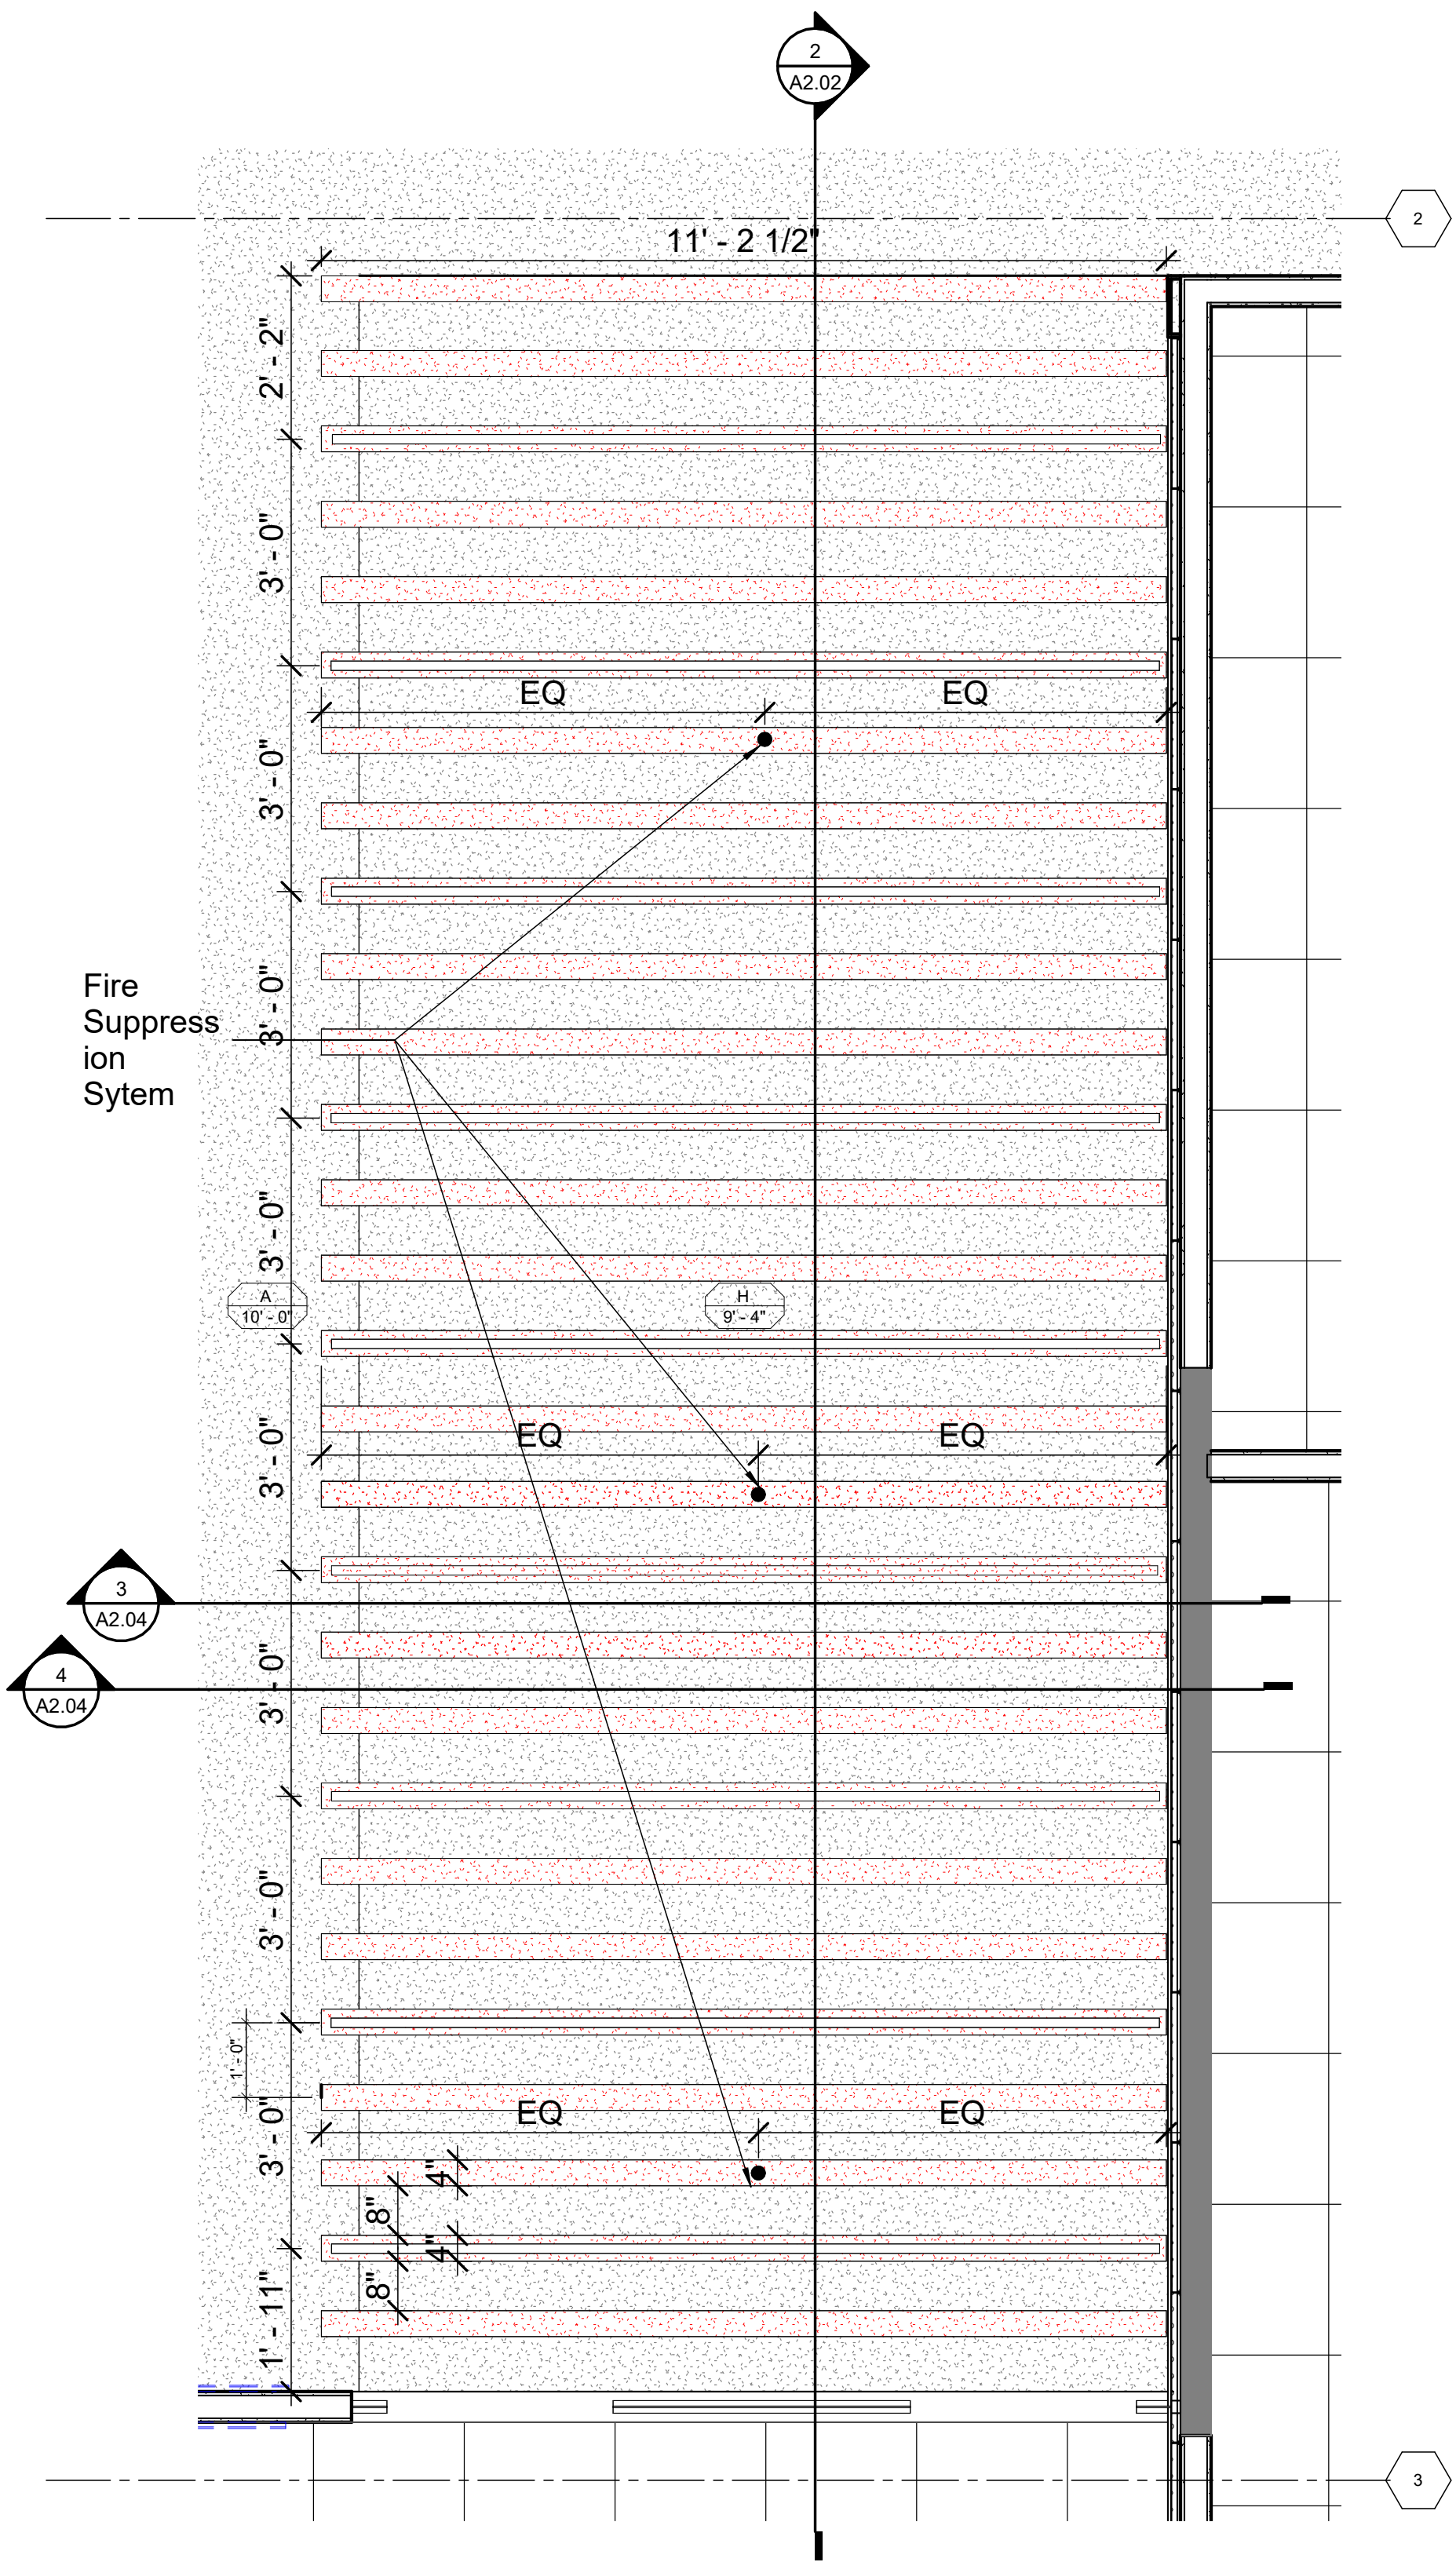 2
A2.02
2
11' - 2 1/2"
2' - 2"
3' - 0"
EQ
EQ
3' - 0"
Fire
Suppress
ion
Sytem
3' - 0"
3' - 0"
A
10' - 0"
H
9' - 4"
3' - 0"
EQ
EQ
3
A2.04
4
A2.04
3' - 0"
3' - 0"
1' - 0"
3' - 0"
EQ
EQ
4"
8"
4"
8"
1' - 11"
3